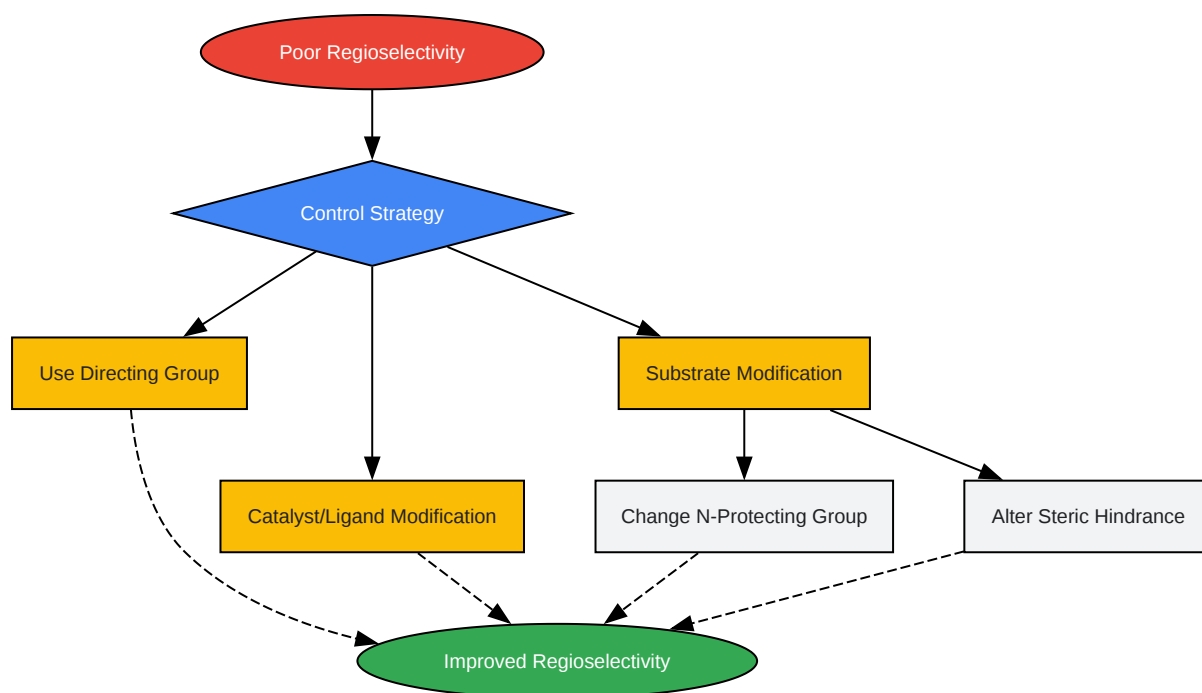 Poor Regioselectivity
Control Strategy
Use Directing Group
Substrate Modification
Catalyst/Ligand Modification
Change N-Protecting Group
Alter Steric Hindrance
Improved Regioselectivity